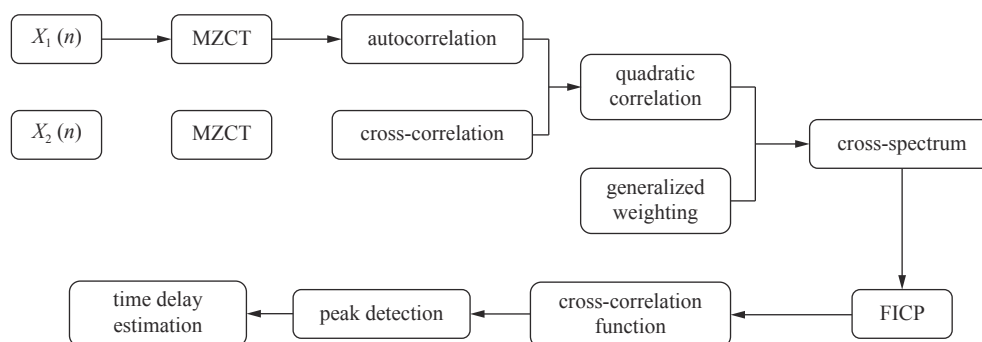 X₁ (n)
MZCT
autocorrelation
quadratic
correlation
X₂ (n)
MZCT
cross-correlation
cross-spectrum
generalized
weighting
time delay
estimation
peak detection
cross-correlation
function
FICP